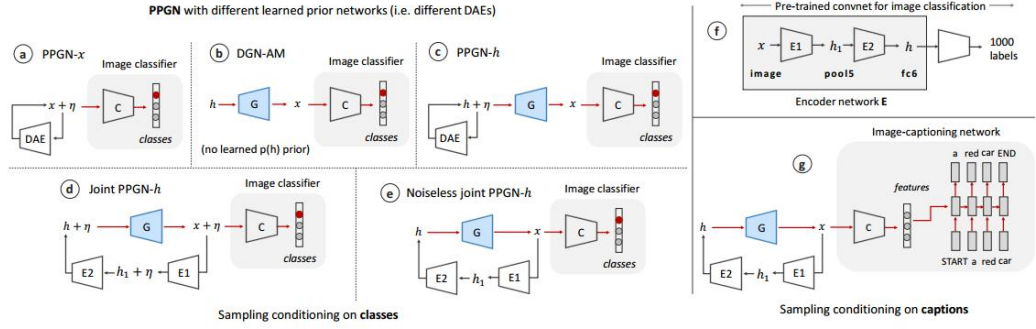 PPGN with different learned prior networks (i.e. different DAEs)
a PPGN-x
Image classifier
x + η
C
DAE
classes
b DGN-AM
Image classifier
h
G
x
C
(no learned p(h) prior)
classes
c PPGN-h
Image classifier
h + η
G
x
C
DAE
classes
d Joint PPGN-h
Image classifier
h + η
G
x + η
C
E2
h₁ + η
E1
classes
e Noiseless joint PPGN-h
Image classifier
h
G
x
C
E2
h₁
E1
classes
Sampling conditioning on classes
Pre-trained convnet for image classification
f
x
E1
h₁
E2
h
1000
labels
image
pool5
fc6
Encoder network E
Image-captioning network
g
a red car END
features
h
G
x
C
START a red car
E2
h₁
E1
Sampling conditioning on captions